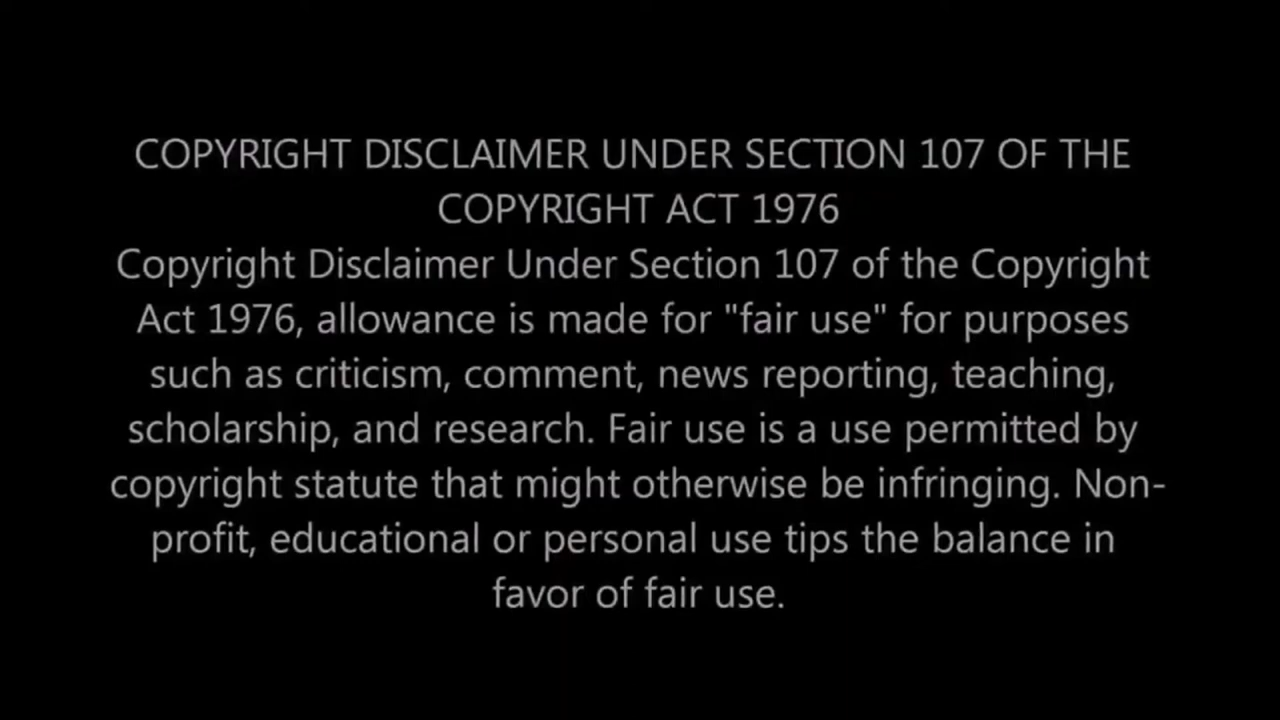 COPYRIGHT DISCLAIMER UNDER SECTION 107 OF THE
COPYRIGHT ACT 1976
Copyright Disclaimer Under Section 107 of the Copyright
Act 1976, allowance is made for "fair use" for purposes
such as criticism, comment, news reporting, teaching,
scholarship, and research. Fair use is a use permitted by
copyright statute that might otherwise be infringing. Non-
profit, educational or personal use tips the balance in
favor of fair use.